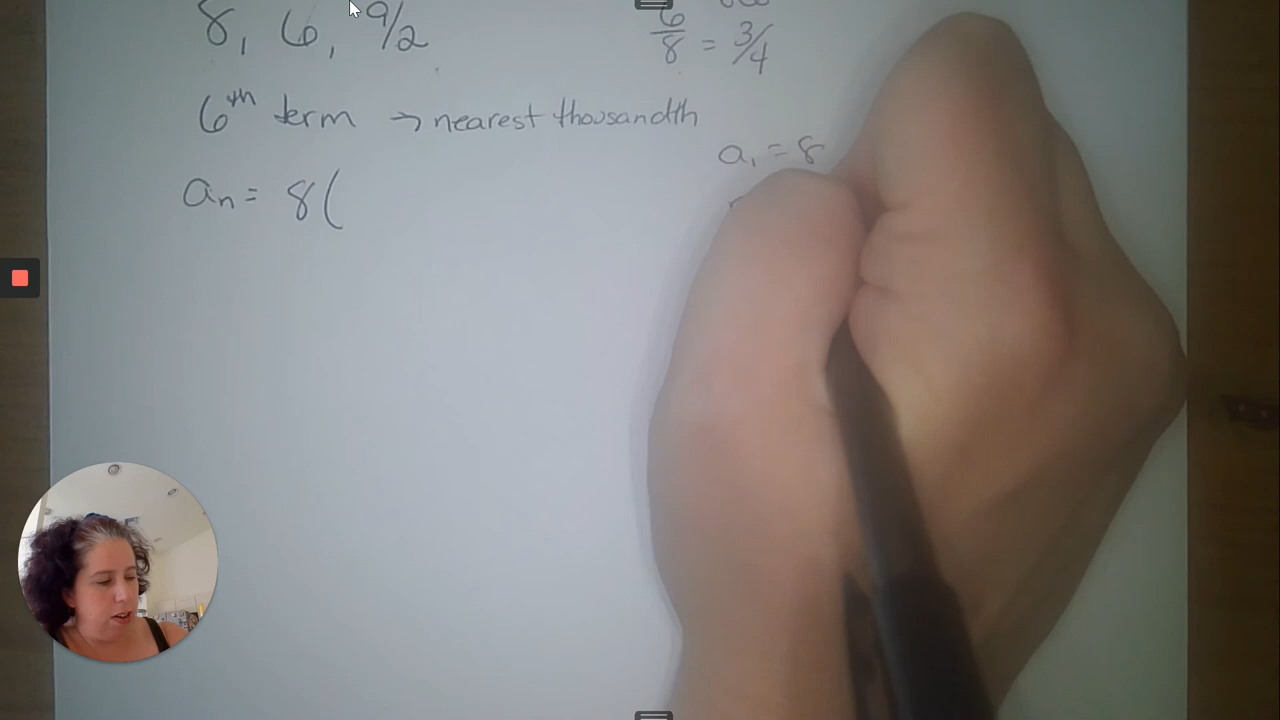 8, 6, 9/2
6/8 = 3/4
6th term → nearest thousandth
a₁ = 8
aₙ = 8(